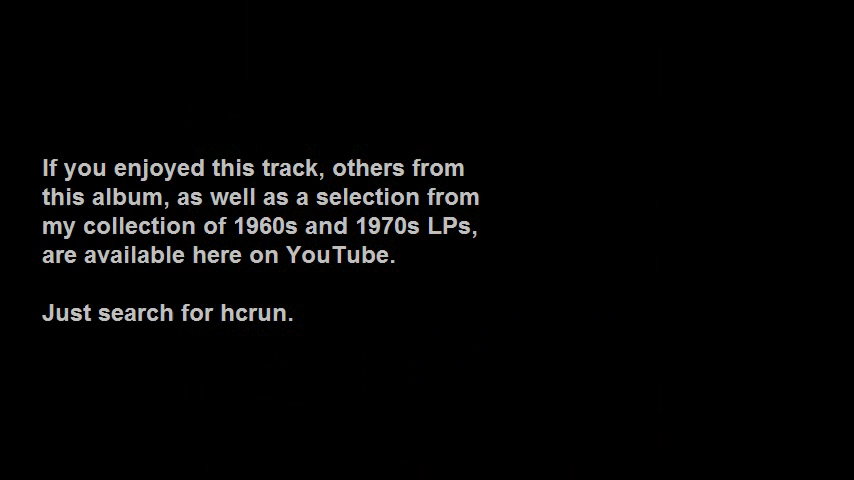 If you enjoyed this track, others from
this album, as well as a selection from
my collection of 1960s and 1970s LPs,
are available here on YouTube.
Just search for hcrun.